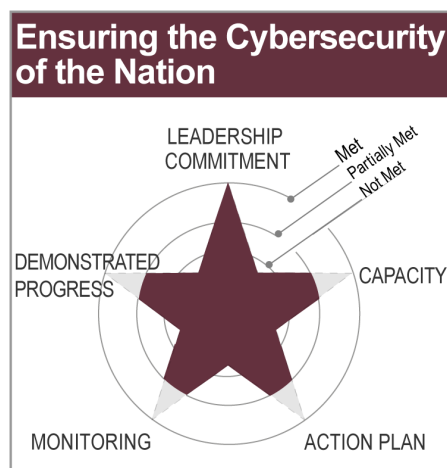 Ensuring the Cybersecurity
of the Nation
LEADERSHIP
COMMITMENT
Met
Partially Met
Not Met
DEMONSTRATED
PROGRESS
CAPACITY
MONITORING
ACTION PLAN